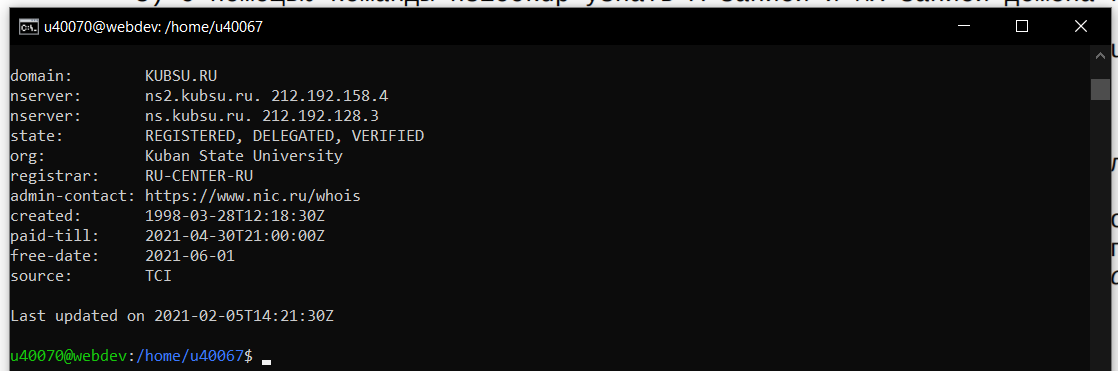 u40070@webdev: /home/u40067
domain:        KUBSU.RU
nserver:       ns2.kubsu.ru. 212.192.158.4
nserver:       ns.kubsu.ru. 212.192.128.3
state:         REGISTERED, DELEGATED, VERIFIED
org:           Kuban State University
registrar:     RU-CENTER-RU
admin-contact: https://www.nic.ru/whois
created:       1998-03-28T12:18:30Z
paid-till:     2021-04-30T21:00:00Z
free-date:     2021-06-01
source:        TCI
Last updated on 2021-02-05T14:21:30Z
u40070@webdev:/home/u40067$